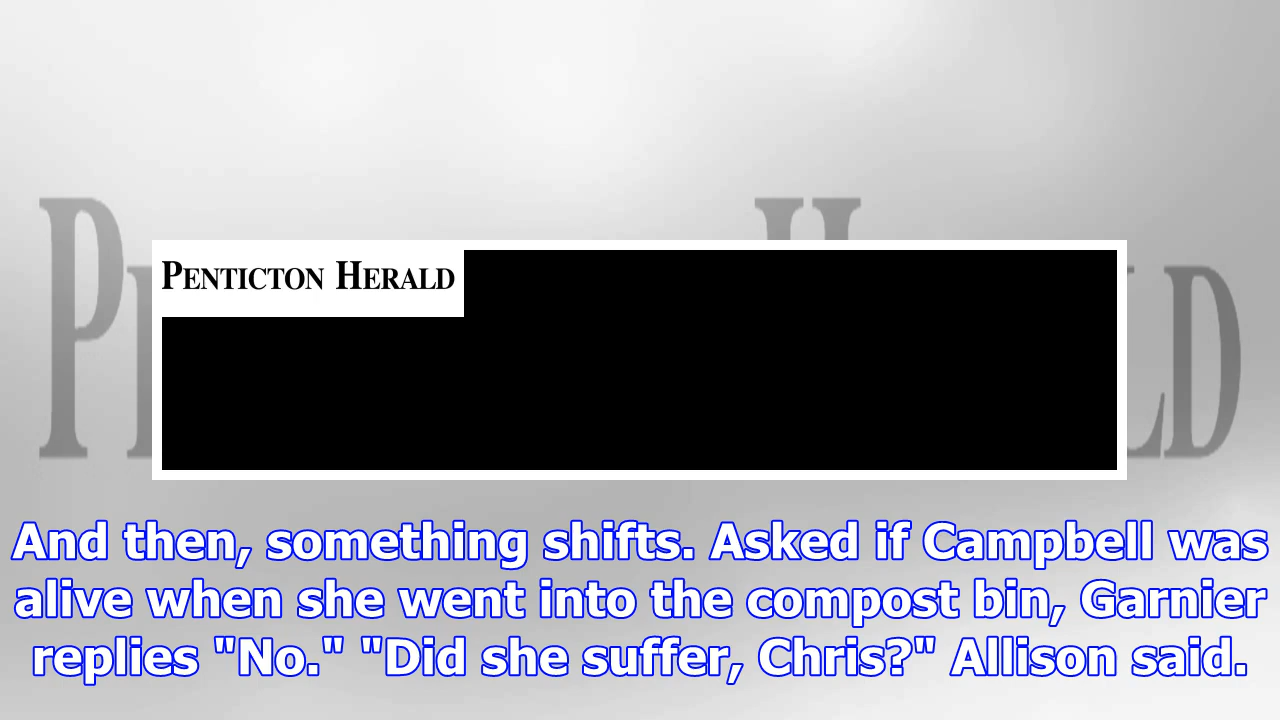 PENTICTON HERALD
And then, something shifts. Asked if Campbell was
alive when she went into the compost bin, Garnier
replies "No." "Did she suffer, Chris?" Allison said.